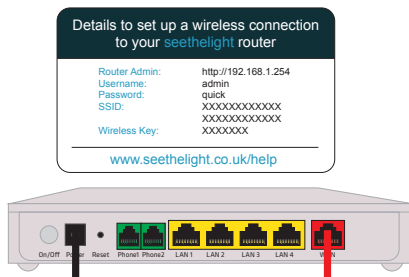 Details to set up a wireless connection
to your seethelight router
Router Admin: http://192.168.1.254
Username: admin
Password: quick
SSID: XXXXXXXXXXXX
XXXXXXXXXXXX
Wireless Key: XXXXXXX
www.seethelight.co.uk/help
On/Off Power Reset Phone1 Phone2 LAN 1 LAN 2 LAN 3 LAN 4 WAN